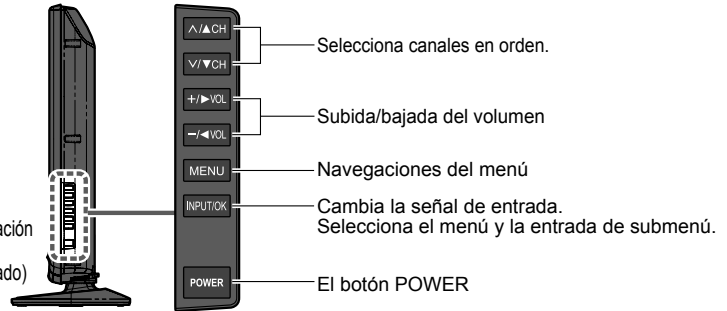 ∧/▲CH
Selecciona canales en orden.
∨/▼CH
+/►VOL
Subida/bajada del volumen
−/◄VOL
MENU
Navegaciones del menú
INPUT/OK
Cambia la señal de entrada.
Selecciona el menú y la entrada de submenú.
ación
ado)
POWER
El botón POWER